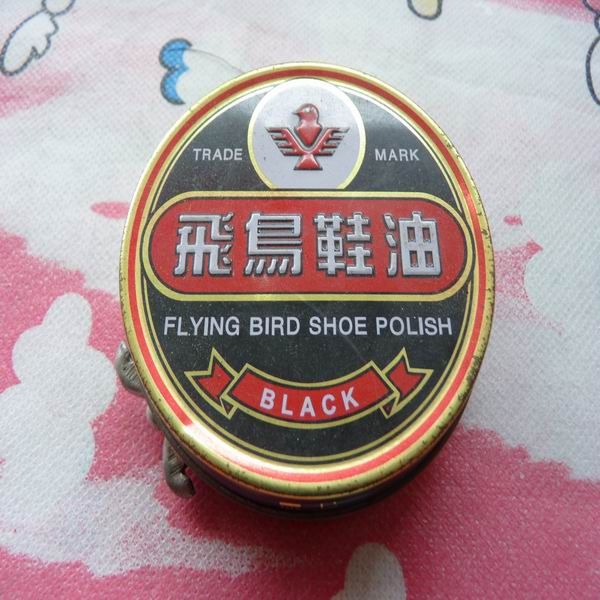 TRADE MARK
飛鳥鞋油
FLYING BIRD SHOE POLISH
BLACK